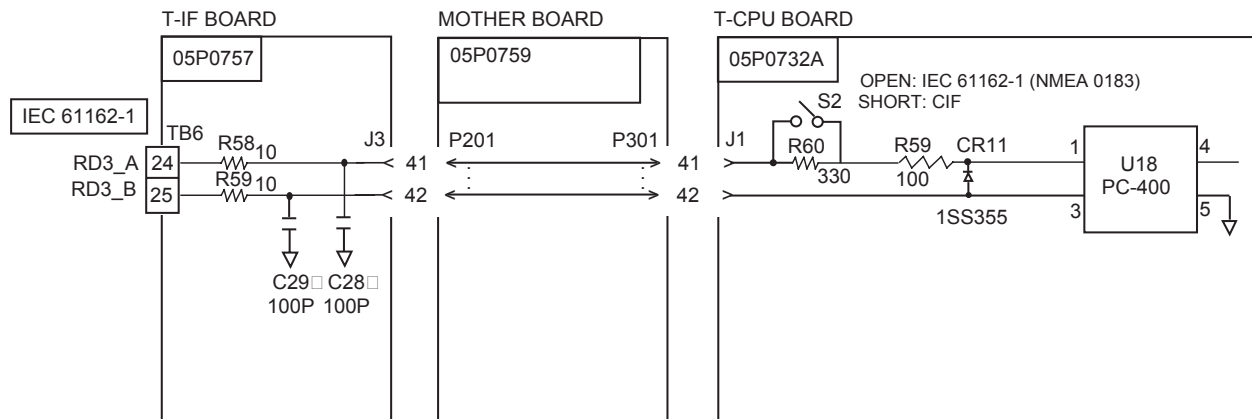 T-IF BOARD
MOTHER BOARD
T-CPU BOARD
05P0757
05P0759
05P0732A
OPEN: IEC 61162-1 (NMEA 0183)
SHORT: CIF
S2
IEC 61162-1
TB6
R58
10
J3
P201
P301
J1
R60
330
R59
100
CR11
RD3_A
24
41
41
1
4
U18
PC-400
RD3_B
25
R59
10
42
42
3
5
1SS355
C29□ C28□
100P 100P